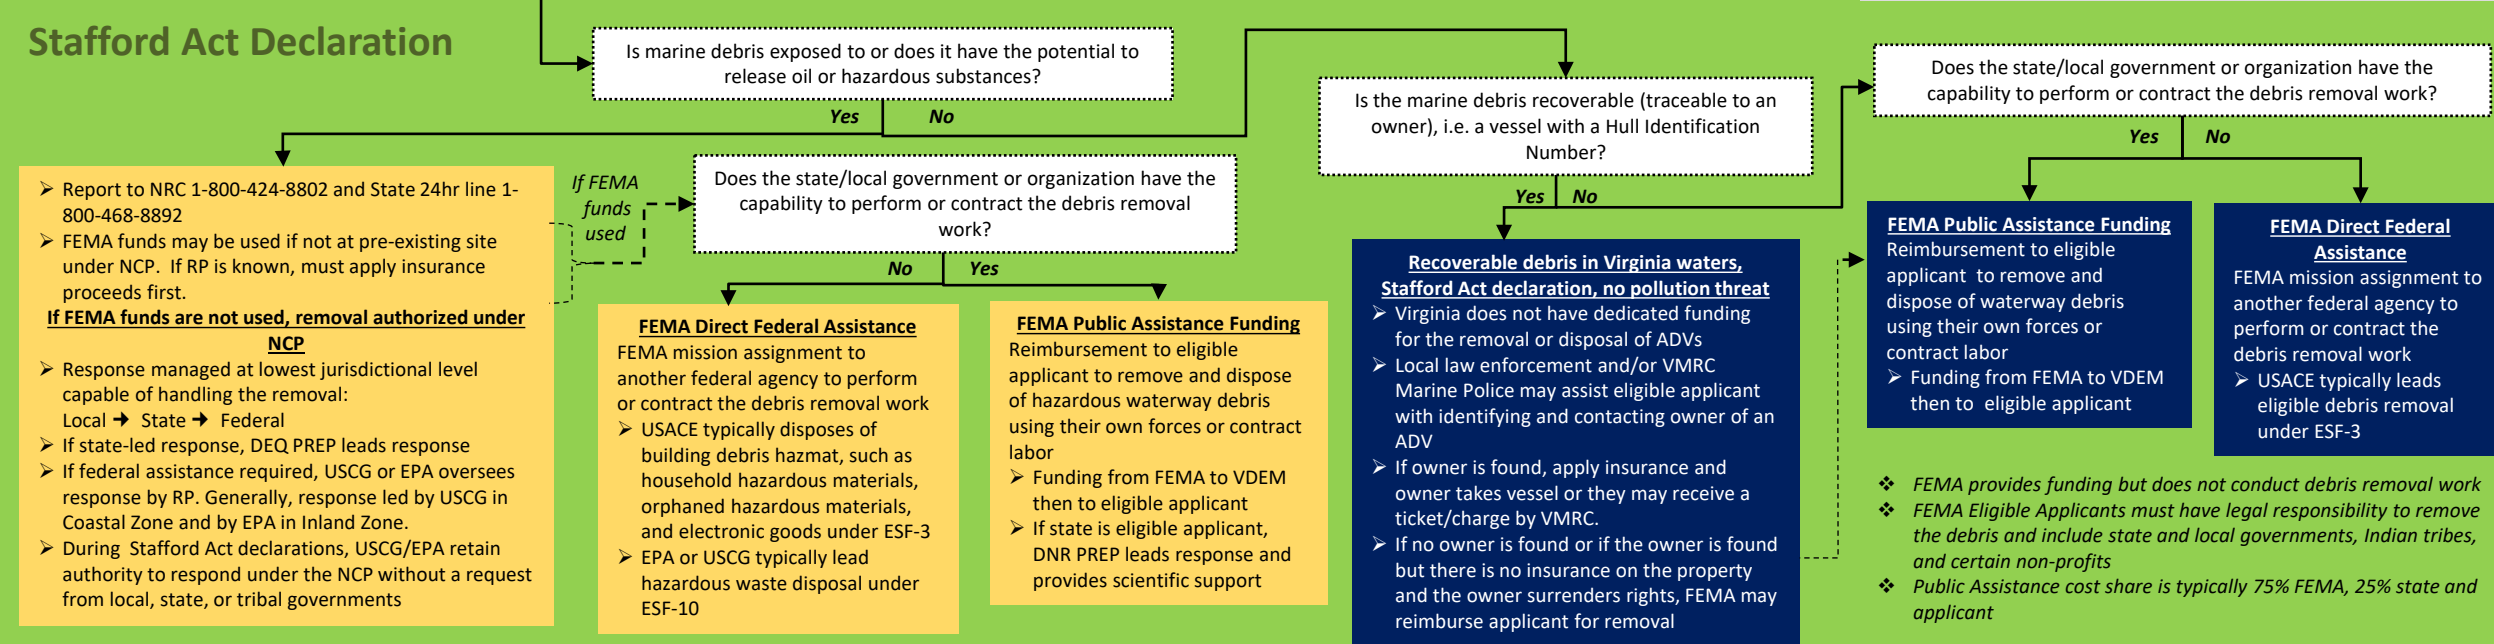 Stafford Act Declaration
Is marine debris exposed to or does it have the potential to
release oil or hazardous substances?
Yes
No
➢ Report to NRC 1-800-424-8802 and State 24hr line 1-
800-468-8892
➢ FEMA funds may be used if not at pre-existing site
under NCP. If RP is known, must apply insurance
proceeds first.
If FEMA funds are not used, removal authorized under
NCP
➢ Response managed at lowest jurisdictional level
capable of handling the removal:
Local → State → Federal
➢ If state-led response, DEQ PREP leads response
➢ If federal assistance required, USCG or EPA oversees
response by RP. Generally, response led by USCG in
Coastal Zone and by EPA in Inland Zone.
➢ During Stafford Act declarations, USCG/EPA retain
authority to respond under the NCP without a request
from local, state, or tribal governments
If FEMA
funds
used
Does the state/local government or organization have the
capability to perform or contract the debris removal
work?
No
Yes
FEMA Direct Federal Assistance
FEMA mission assignment to
another federal agency to perform
or contract the debris removal work
➢ USACE typically disposes of
building debris hazmat, such as
household hazardous materials,
orphaned hazardous materials,
and electronic goods under ESF-3
➢ EPA or USCG typically lead
hazardous waste disposal under
ESF-10
FEMA Public Assistance Funding
Reimbursement to eligible
applicant to remove and dispose
of hazardous waterway debris
using their own forces or contract
labor
➢ Funding from FEMA to VDEM
then to eligible applicant
➢ If state is eligible applicant,
DNR PREP leads response and
provides scientific support
Is the marine debris recoverable (traceable to an
owner), i.e. a vessel with a Hull Identification
Number?
Yes
No
Recoverable debris in Virginia waters,
Stafford Act declaration, no pollution threat
➢ Virginia does not have dedicated funding
for the removal or disposal of ADVs
➢ Local law enforcement and/or VMRC
Marine Police may assist eligible applicant
with identifying and contacting owner of an
ADV
➢ If owner is found, apply insurance and
owner takes vessel or they may receive a
ticket/charge by VMRC.
➢ If no owner is found or if the owner is found
but there is no insurance on the property
and the owner surrenders rights, FEMA may
reimburse applicant for removal
Does the state/local government or organization have the
capability to perform or contract the debris removal work?
Yes
No
FEMA Public Assistance Funding
Reimbursement to eligible
applicant to remove and
dispose of waterway debris
using their own forces or
contract labor
➢ Funding from FEMA to VDEM
then to eligible applicant
FEMA Direct Federal
Assistance
FEMA mission assignment to
another federal agency to
perform or contract the
debris removal work
➢ USACE typically leads
eligible debris removal
under ESF-3
❖ FEMA provides funding but does not conduct debris removal work
❖ FEMA Eligible Applicants must have legal responsibility to remove
the debris and include state and local governments, Indian tribes,
and certain non-profits
❖ Public Assistance cost share is typically 75% FEMA, 25% state and
applicant